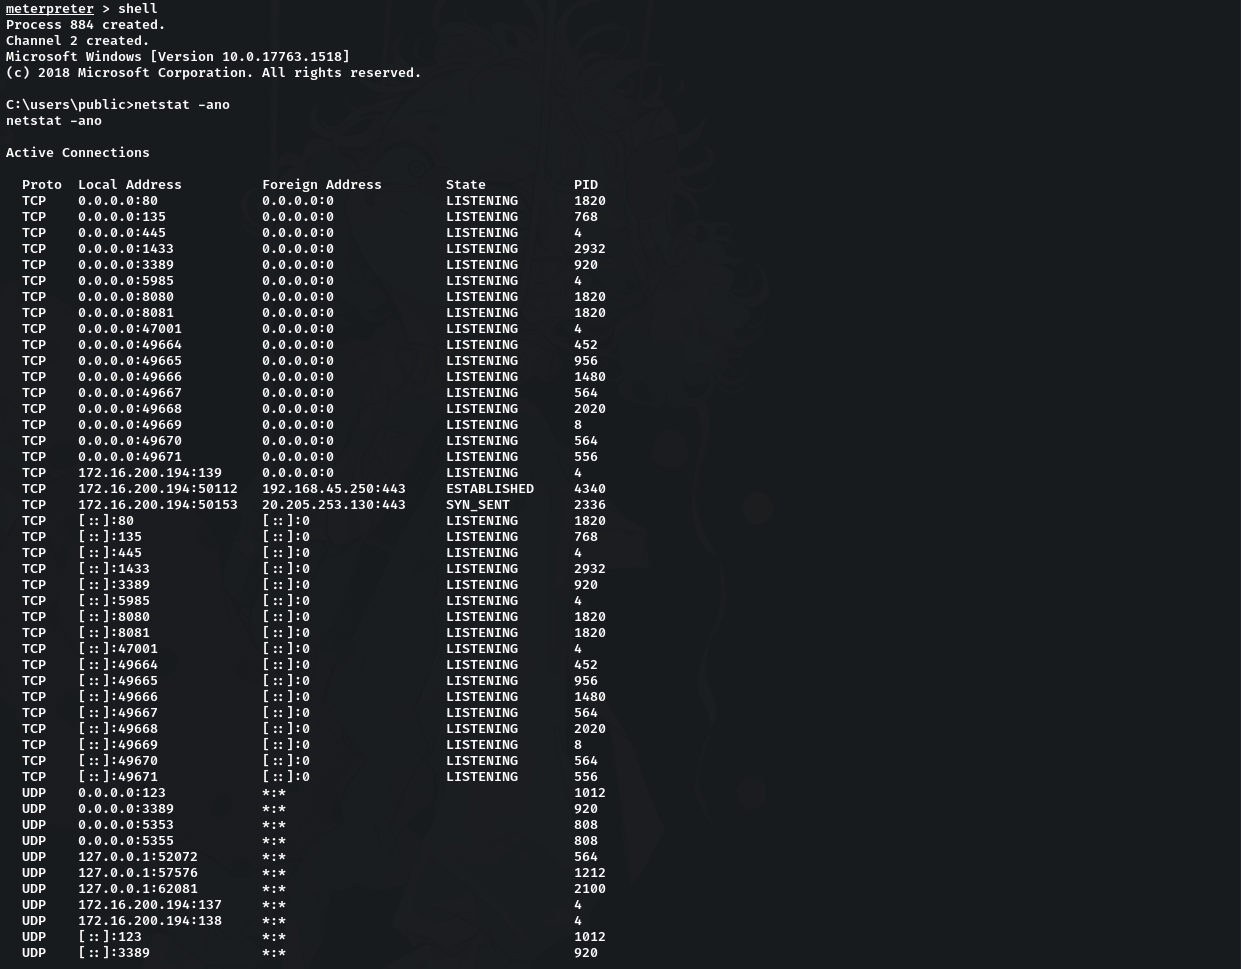 meterpreter > shell
Process 884 created.
Channel 2 created.
Microsoft Windows [Version 10.0.17763.1518]
(c) 2018 Microsoft Corporation. All rights reserved.

C:\users\public>netstat -ano
netstat -ano

Active Connections

  Proto  Local Address          Foreign Address        State           PID
  TCP    0.0.0.0:80             0.0.0.0:0              LISTENING       1820
  TCP    0.0.0.0:135            0.0.0.0:0              LISTENING       768
  TCP    0.0.0.0:445            0.0.0.0:0              LISTENING       4
  TCP    0.0.0.0:1433           0.0.0.0:0              LISTENING       2932
  TCP    0.0.0.0:3389           0.0.0.0:0              LISTENING       920
  TCP    0.0.0.0:5985           0.0.0.0:0              LISTENING       4
  TCP    0.0.0.0:8080           0.0.0.0:0              LISTENING       1820
  TCP    0.0.0.0:8081           0.0.0.0:0              LISTENING       1820
  TCP    0.0.0.0:47001          0.0.0.0:0              LISTENING       4
  TCP    0.0.0.0:49664          0.0.0.0:0              LISTENING       452
  TCP    0.0.0.0:49665          0.0.0.0:0              LISTENING       956
  TCP    0.0.0.0:49666          0.0.0.0:0              LISTENING       1480
  TCP    0.0.0.0:49667          0.0.0.0:0              LISTENING       564
  TCP    0.0.0.0:49668          0.0.0.0:0              LISTENING       2020
  TCP    0.0.0.0:49669          0.0.0.0:0              LISTENING       8
  TCP    0.0.0.0:49670          0.0.0.0:0              LISTENING       564
  TCP    0.0.0.0:49671          0.0.0.0:0              LISTENING       556
  TCP    172.16.200.194:139     0.0.0.0:0              LISTENING       4
  TCP    172.16.200.194:50112   192.168.45.250:443     ESTABLISHED     4340
  TCP    172.16.200.194:50153   20.205.253.130:443     SYN_SENT        2336
  TCP    [::]:80                [::]:0                 LISTENING       1820
  TCP    [::]:135               [::]:0                 LISTENING       768
  TCP    [::]:445               [::]:0                 LISTENING       4
  TCP    [::]:1433              [::]:0                 LISTENING       2932
  TCP    [::]:3389              [::]:0                 LISTENING       920
  TCP    [::]:5985              [::]:0                 LISTENING       4
  TCP    [::]:8080              [::]:0                 LISTENING       1820
  TCP    [::]:8081              [::]:0                 LISTENING       1820
  TCP    [::]:47001             [::]:0                 LISTENING       4
  TCP    [::]:49664             [::]:0                 LISTENING       452
  TCP    [::]:49665             [::]:0                 LISTENING       956
  TCP    [::]:49666             [::]:0                 LISTENING       1480
  TCP    [::]:49667             [::]:0                 LISTENING       564
  TCP    [::]:49668             [::]:0                 LISTENING       2020
  TCP    [::]:49669             [::]:0                 LISTENING       8
  TCP    [::]:49670             [::]:0                 LISTENING       564
  TCP    [::]:49671             [::]:0                 LISTENING       556
  UDP    0.0.0.0:123            *:*                                    1012
  UDP    0.0.0.0:3389           *:*                                    920
  UDP    0.0.0.0:5353           *:*                                    808
  UDP    0.0.0.0:5355           *:*                                    808
  UDP    127.0.0.1:52072        *:*                                    564
  UDP    127.0.0.1:57576        *:*                                    1212
  UDP    127.0.0.1:62081        *:*                                    2100
  UDP    172.16.200.194:137     *:*                                    4
  UDP    172.16.200.194:138     *:*                                    4
  UDP    [::]:123               *:*                                    1012
  UDP    [::]:3389              *:*                                    920